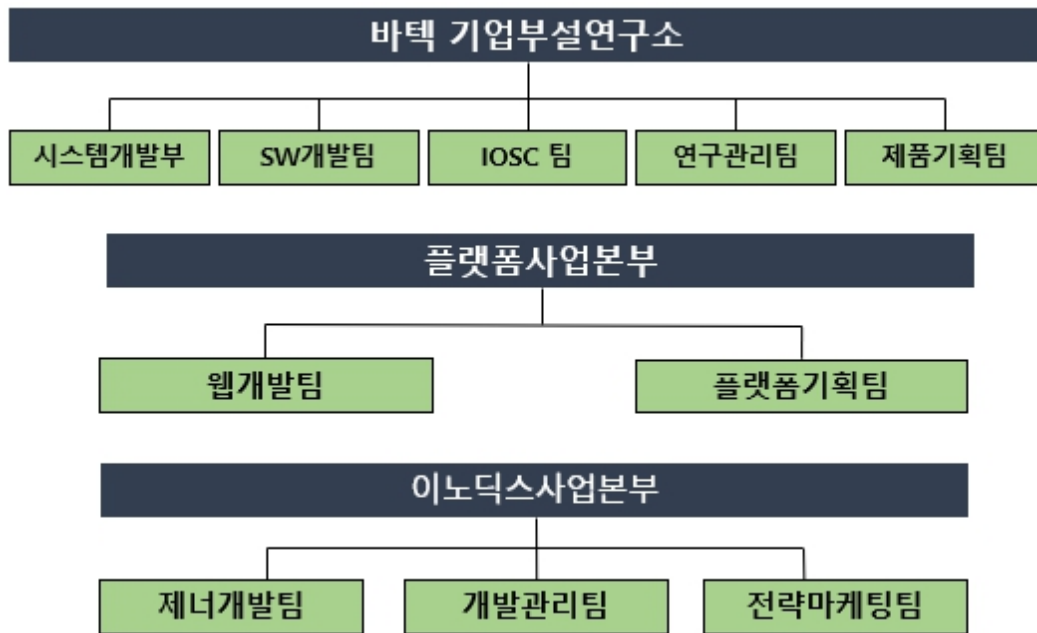 바텍 기업부설연구소
시스템개발부 SW개발팀 IOSC 팀 연구관리팀 제품기획팀
플랫폼사업본부
웹개발팀 플랫폼기획팀
이노딕스사업본부
제너개발팀 개발관리팀 전략마케팅팀